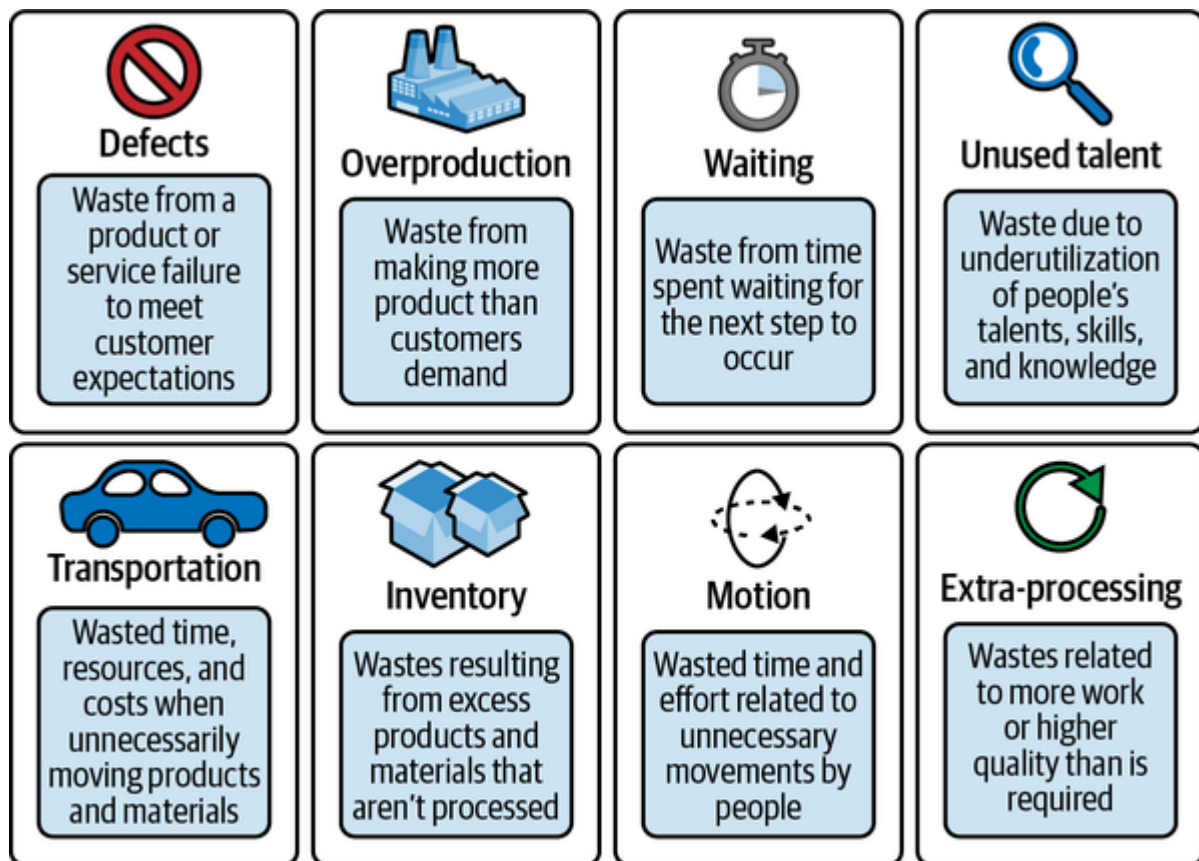 Defects
Waste from a
product or
service failure
to meet
customer
expectations
Overproduction
Waste from
making more
product than
customers
demand
Waiting
Waste from time
spent waiting for
the next step to
occur
Unused talent
Waste due to
underutilization
of people's
talents, skills,
and knowledge
Transportation
Wasted time,
resources, and
costs when
unnecessarily
moving products
and materials
Inventory
Wastes resulting
from excess
products and
materials that
aren't processed
Motion
Wasted time and
effort related to
unnecessary
movements by
people
Extra-processing
Wastes related
to more work
or higher
quality than is
required